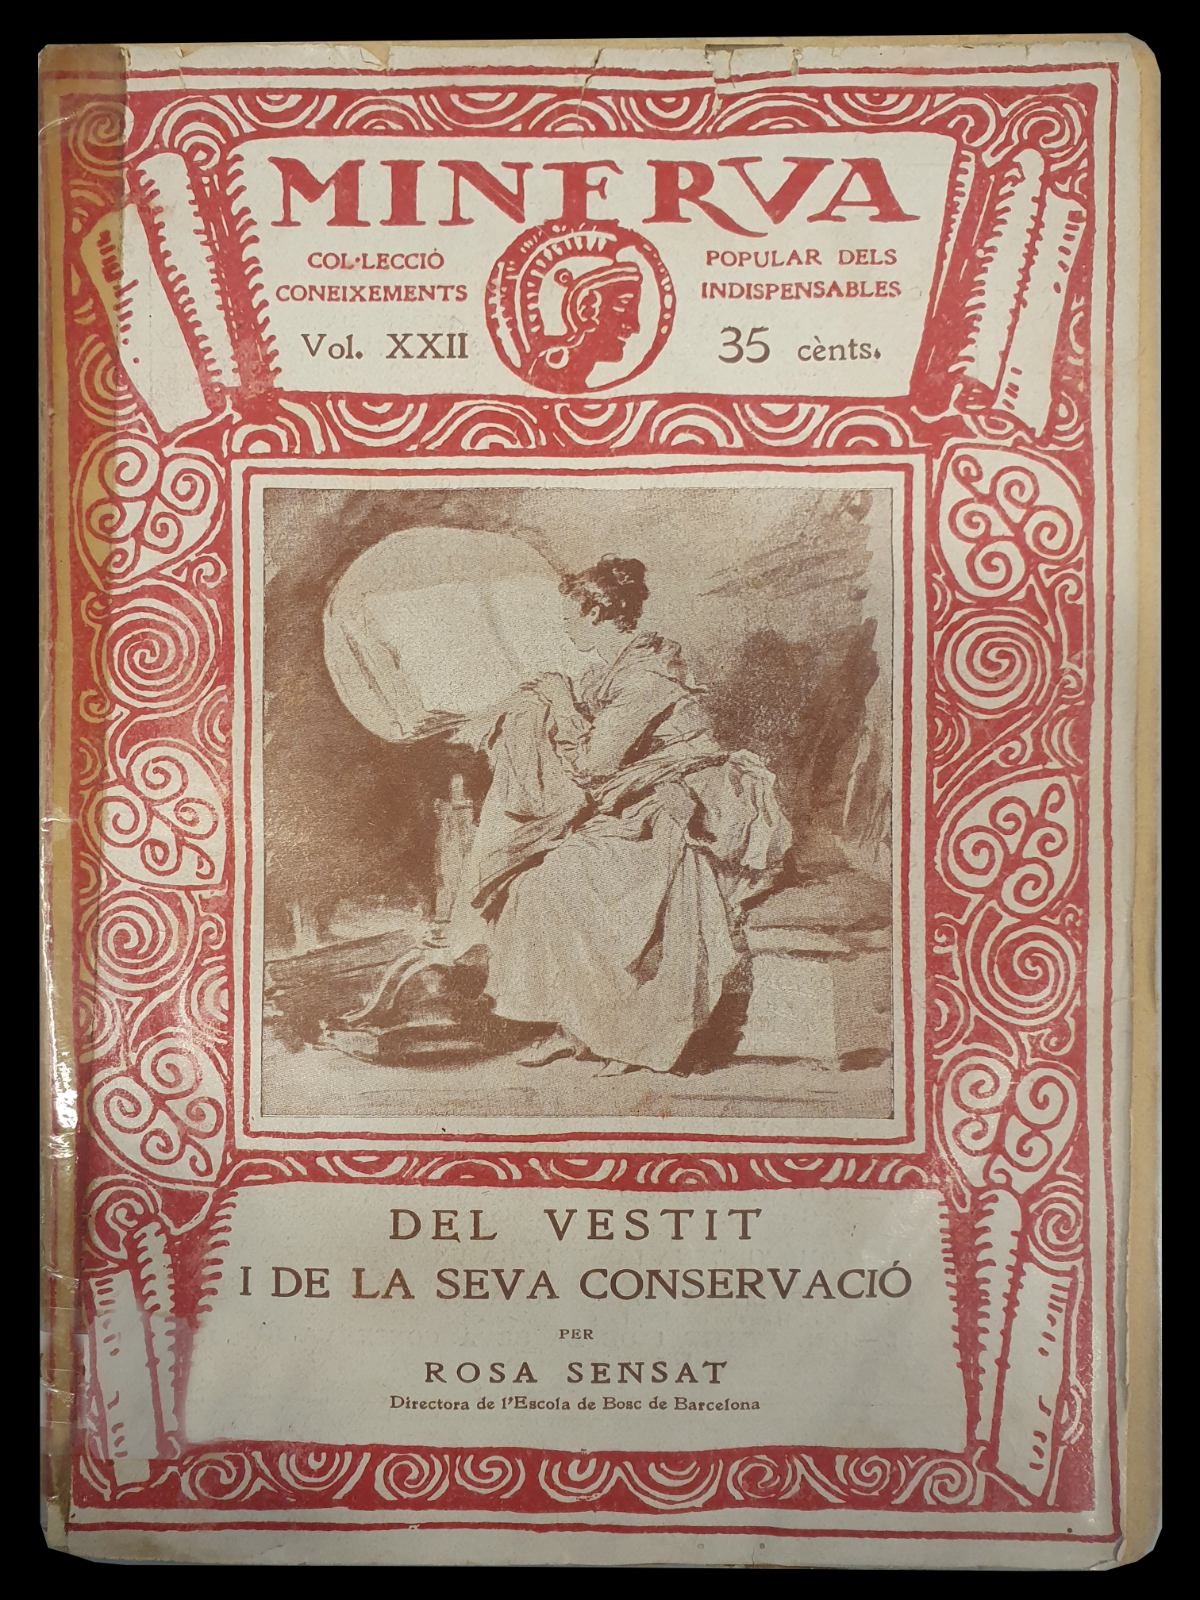 MINERVA
COL·LECCIÓ POPULAR DELS
CONEIXEMENTS INDISPENSABLES
Vol. XXII 35 cènts.
DEL VESTIT
I DE LA SEVA CONSERVACIÓ
PER
ROSA SENSAT
Directora de l'Escola de Bosc de Barcelona